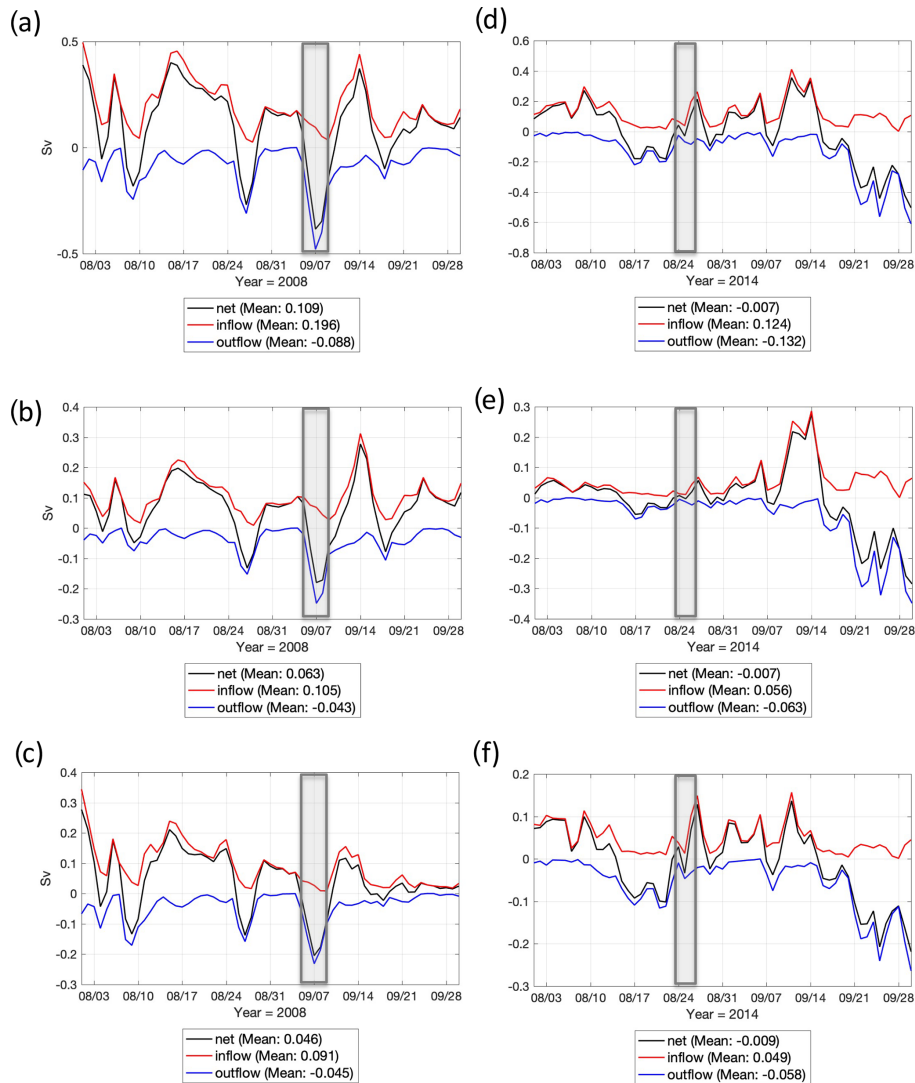 (a)
0.5
0
-0.5
Sv
08/03 08/10 08/17 08/24 08/31 09/07 09/14 09/21 09/28
Year = 2008
net (Mean: 0.109)
inflow (Mean: 0.196)
outflow (Mean: -0.088)
(d)
0.6
0.4
0.2
0
-0.2
-0.4
-0.6
-0.8
08/03 08/10 08/17 08/24 08/31 09/07 09/14 09/21 09/28
Year = 2014
net (Mean: -0.007)
inflow (Mean: 0.124)
outflow (Mean: -0.132)
(b)
0.4
0.3
0.2
0.1
0
-0.1
-0.2
-0.3
Sv
08/03 08/10 08/17 08/24 08/31 09/07 09/14 09/21 09/28
Year = 2008
net (Mean: 0.063)
inflow (Mean: 0.105)
outflow (Mean: -0.043)
(e)
0.3
0.2
0.1
0
-0.1
-0.2
-0.3
-0.4
08/03 08/10 08/17 08/24 08/31 09/07 09/14 09/21 09/28
Year = 2014
net (Mean: -0.007)
inflow (Mean: 0.056)
outflow (Mean: -0.063)
(c)
0.4
0.3
0.2
0.1
0
-0.1
-0.2
-0.3
Sv
08/03 08/10 08/17 08/24 08/31 09/07 09/14 09/21 09/28
Year = 2008
net (Mean: 0.046)
inflow (Mean: 0.091)
outflow (Mean: -0.045)
(f)
0.2
0.1
0
-0.1
-0.2
-0.3
08/03 08/10 08/17 08/24 08/31 09/07 09/14 09/21 09/28
Year = 2014
net (Mean: -0.009)
inflow (Mean: 0.049)
outflow (Mean: -0.058)